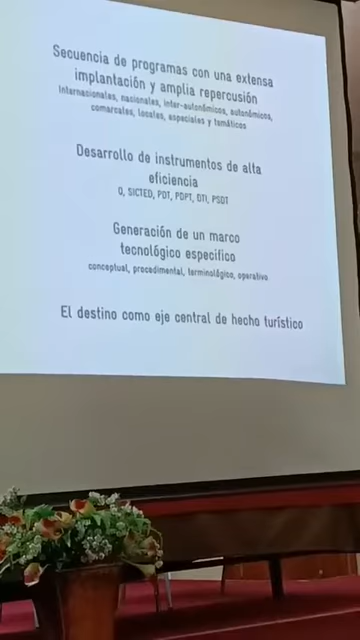 Secuencia de programas con una extensa
implantación y amplia repercusión
Internacionales, nacionales, inter-autonómicos, autonómicos,
comarcales, locales, especiales y temáticos
Desarrollo de instrumentos de alta
eficiencia
Q, SICTED, PDT, PDPT, DTI, PSDT
Generación de un marco
tecnológico especifico
conceptual, procedimental, terminológico, operativo
El destino como eje central de hecho turístico